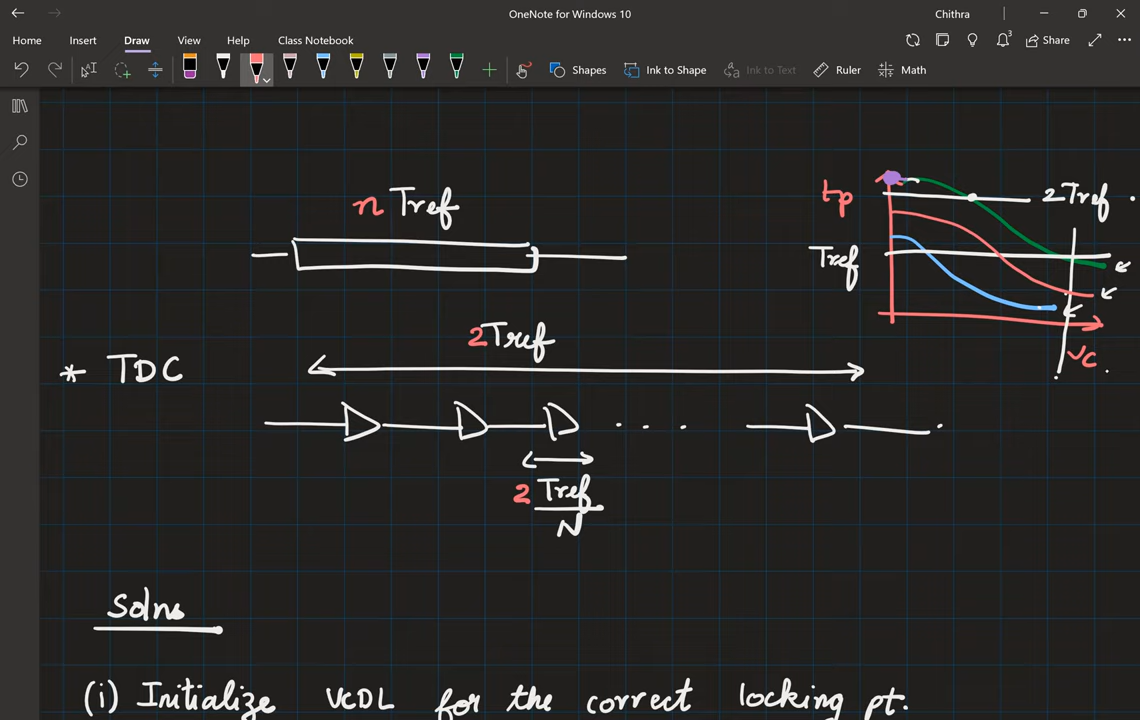 OneNote for Windows 10
Chithra
Home Insert Draw View Help Class Notebook
3 Share
Shapes Ink to Shape Ink to Text Ruler Math
n Tref
tp
2Tref
Tref
Vc
2Tref
* TDC
2 Tref
N
Solns
(i) Initialize VCDL for the correct locking pt.